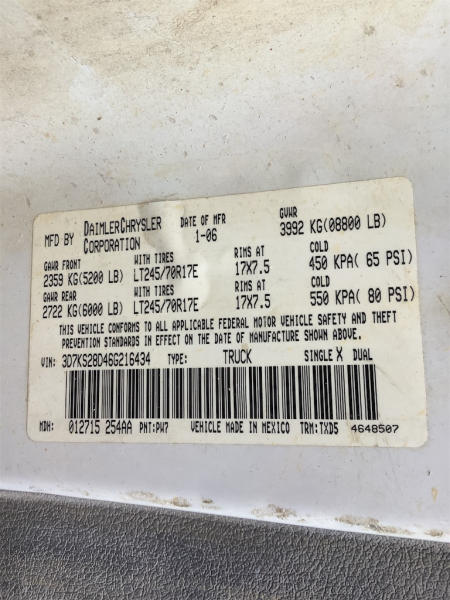 MFD BY DAIMLERCHRYSLER CORPORATION DATE OF MFR 1-06 GVWR 3992 KG(08800 LB)
GAWR FRONT WITH TIRES RIMS AT COLD
2359 KG(5200 LB) LT245/70R17E 17X7.5 450 KPA( 65 PSI)
GAWR REAR WITH TIRES RIMS AT COLD
2722 KG(6000 LB) LT245/70R17E 17X7.5 550 KPA( 80 PSI)
THIS VEHICLE CONFORMS TO ALL APPLICABLE FEDERAL MOTOR VEHICLE SAFETY AND THEFT
PREVENTION STANDARDS IN EFFECT ON THE DATE OF MANUFACTURE SHOWN ABOVE.
VIN: 3D7KS28D46G216434 TYPE: TRUCK SINGLE X DUAL
MDH: 012715 254AA PNT:PW7 VEHICLE MADE IN MEXICO TRM:TXD5 4648507